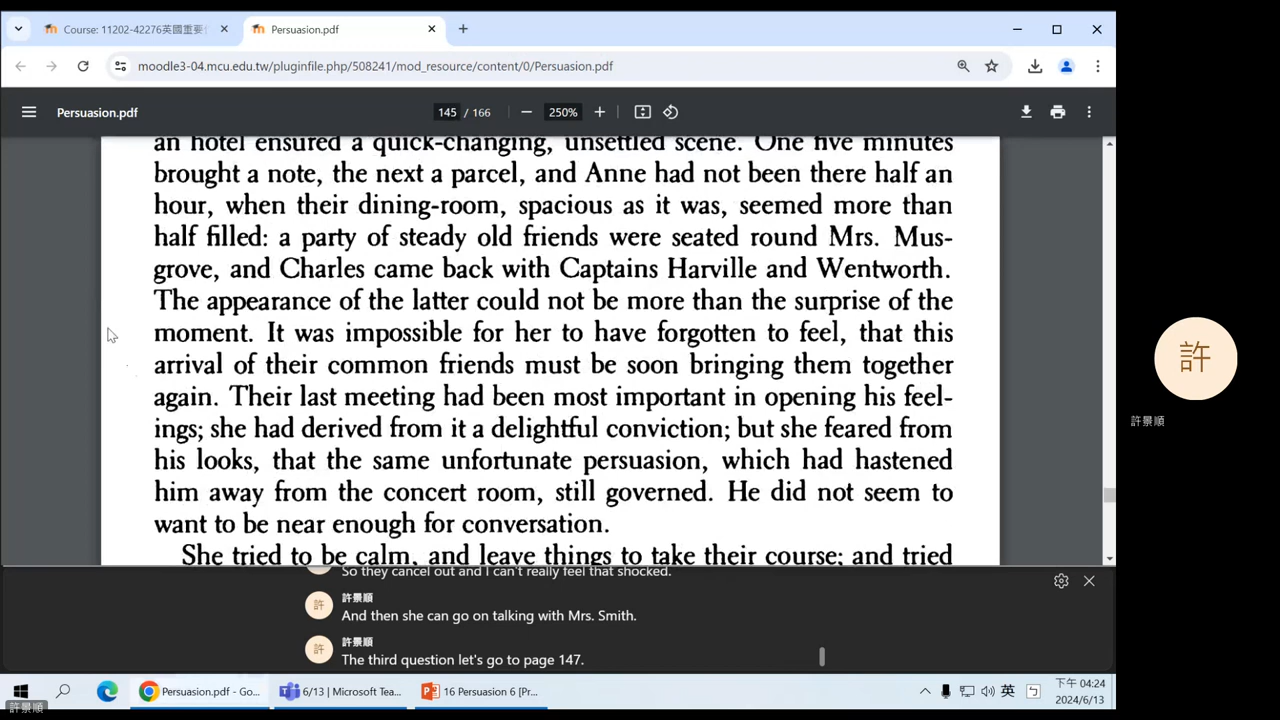 Course: 11202-42276英國重要
Persuasion.pdf
moodle3-04.mcu.edu.tw/pluginfile.php/508241/mod_resource/content/0/Persuasion.pdf
Persuasion.pdf
145 / 166
250%
an hotel ensured a quick-changing, unsettled scene. One five minutes
brought a note, the next a parcel, and Anne had not been there half an
hour, when their dining-room, spacious as it was, seemed more than
half filled: a party of steady old friends were seated round Mrs. Mus-
grove, and Charles came back with Captains Harville and Wentworth.
The appearance of the latter could not be more than the surprise of the
moment. It was impossible for her to have forgotten to feel, that this
arrival of their common friends must be soon bringing them together
again. Their last meeting had been most important in opening his feel-
ings; she had derived from it a delightful conviction; but she feared from
his looks, that the same unfortunate persuasion, which had hastened
him away from the concert room, still governed. He did not seem to
want to be near enough for conversation.
She tried to be calm, and leave things to take their course; and tried
So they cancel out and I can't really feel that shocked.
許
許景順
And then she can go on talking with Mrs. Smith.
許
許景順
The third question let's go to page 147.
許
許景順
Persuasion.pdf - Go...
6/13 | Microsoft Tea...
16 Persuasion 6 [Pr...
英
下午 04:24
2024/6/13
許景順